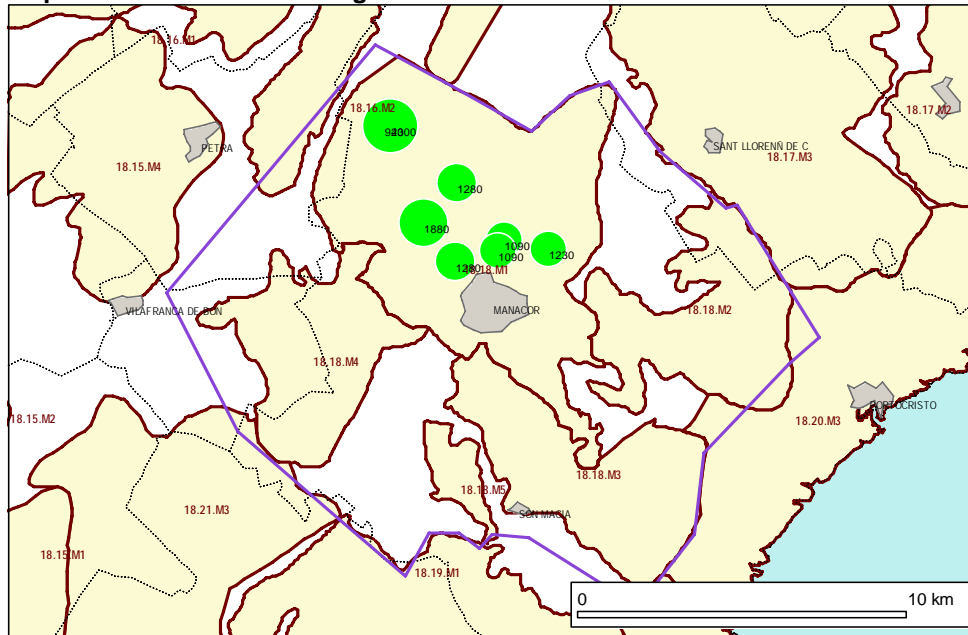 18.16.M1
18.16.M2
18.17.M2
PETRA
SANT LLORENÑ DE C
18.17.M3
18.15.M4
1280
1880
1090
1090
1230
18.18.M1
VILAFRANCA DE BON
MANACOR
18.18.M2
18.18.M4
18.15.M2
PORTOCRISTO
18.20.M3
18.18.M3
18.18.M5
18.21.M3
SON MACIA
18.15.M1
18.19.M1
0 10 km